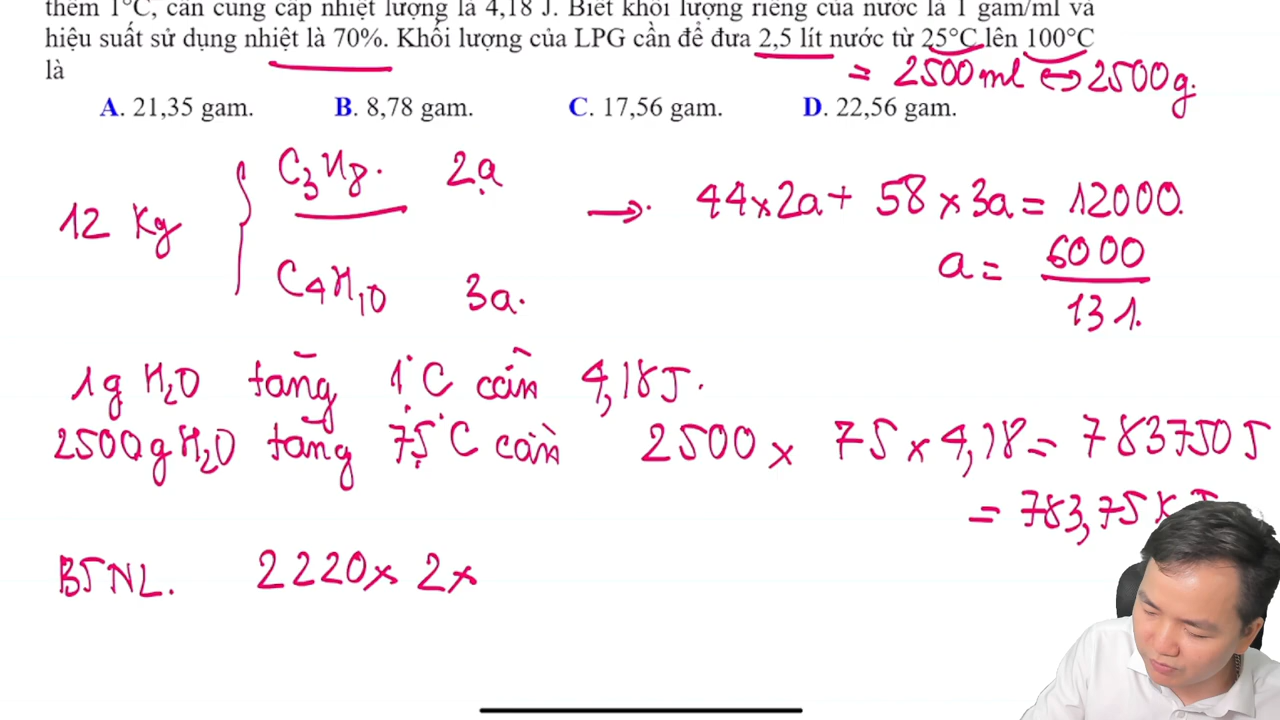 thêm 1°C, cần cung cấp nhiệt lượng là 4,18 J. Biết khối lượng riêng của nước là 1 gam/ml và
hiệu suất sử dụng nhiệt là 70%. Khối lượng của LPG cần để đưa 2,5 lít nước từ 25°C lên 100°C
là
= 2500 ml ⇔ 2500g.
A. 21,35 gam. B. 8,78 gam. C. 17,56 gam. D. 22,56 gam.
12 Kg { C₃H₈. 2a
C₄H₁₀ 3a.
→ 44×2a + 58×3a = 12000.
a = 6000/131.
1g H₂O tăng 1°C cần 4,18J.
2500g H₂O tăng 75°C cần 2500 × 75 × 4,18 = 783750J
= 783,75 K
BTNL. 2220× 2×